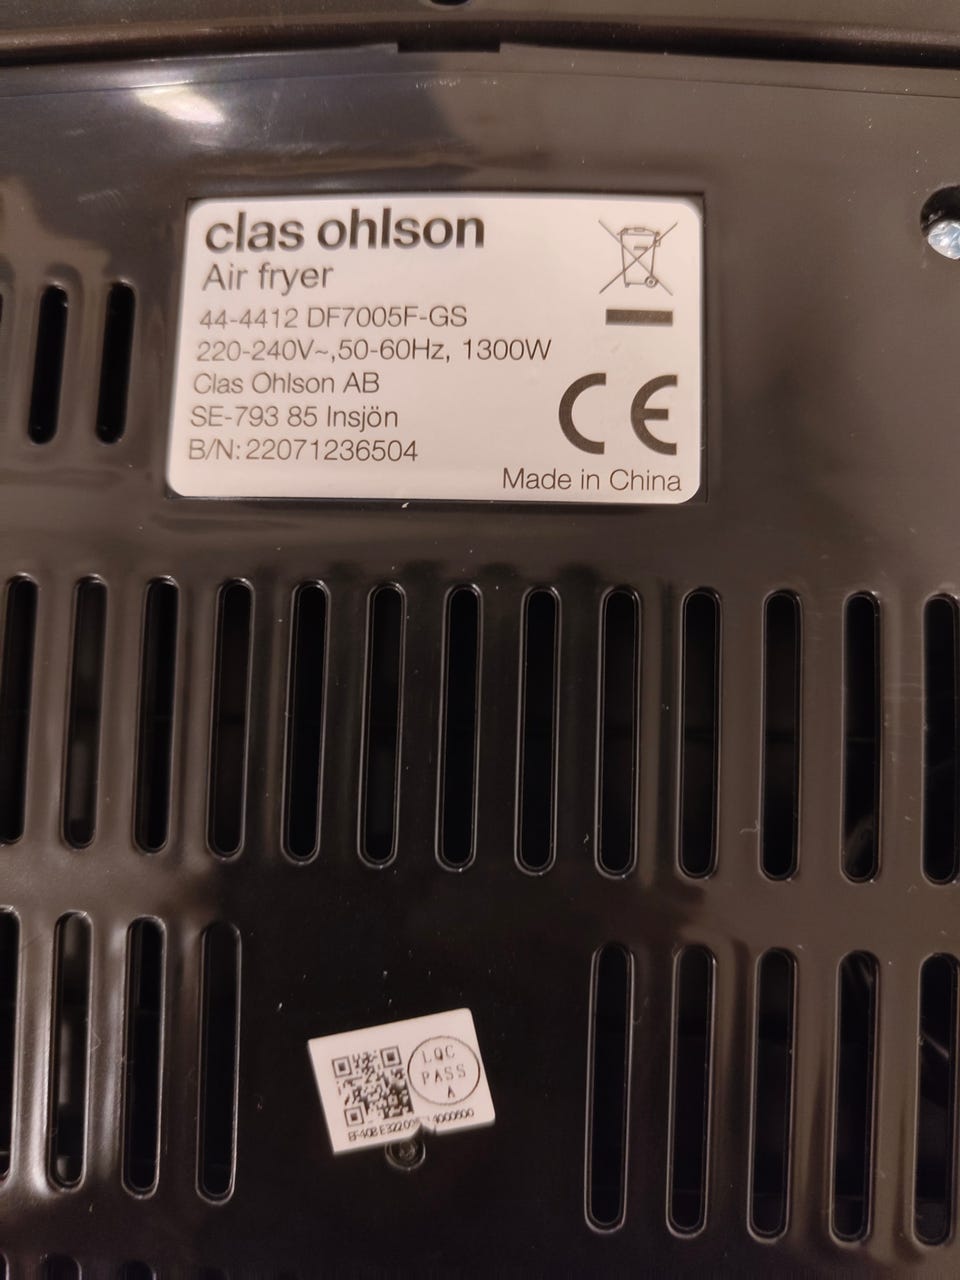 clas ohlson
Air fryer
44-4412 DF7005F-GS
220-240V~,50-60Hz, 1300W
Clas Ohlson AB
SE-793 85 Insjön
B/N: 22071236504
CE
Made in China
LQC
PASS
A